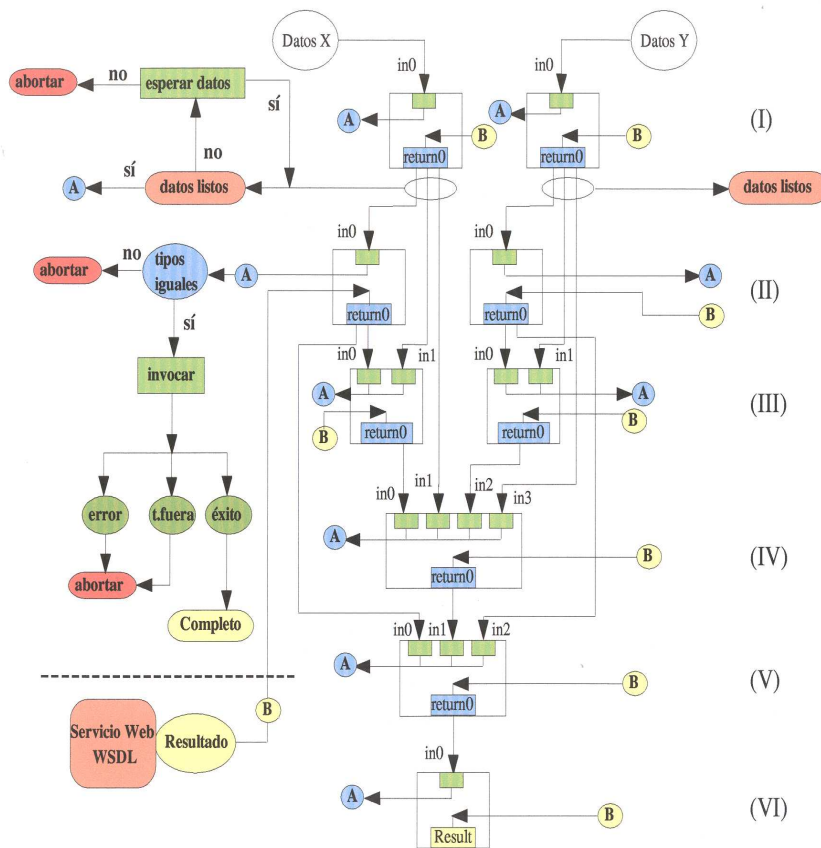 Datos X
Datos Y
in0
in0
abortar
no
esperar datos
sí
A
A
(I)
B
B
return0
return0
no
sí
A
datos listos
datos listos
in0
in0
no
tipos
iguales
abortar
A
A
(II)
B
return0
return0
sí
in0
in1
in0
in1
invocar
A
A
(III)
B
B
return0
return0
in0
in1
in2
in3
error
t.fuera
éxito
A
B
(IV)
return0
abortar
Completo
in0
in1
in2
A
B
(V)
return0
B
Servicio Web
WSDL
Resultado
in0
A
B
(VI)
Result